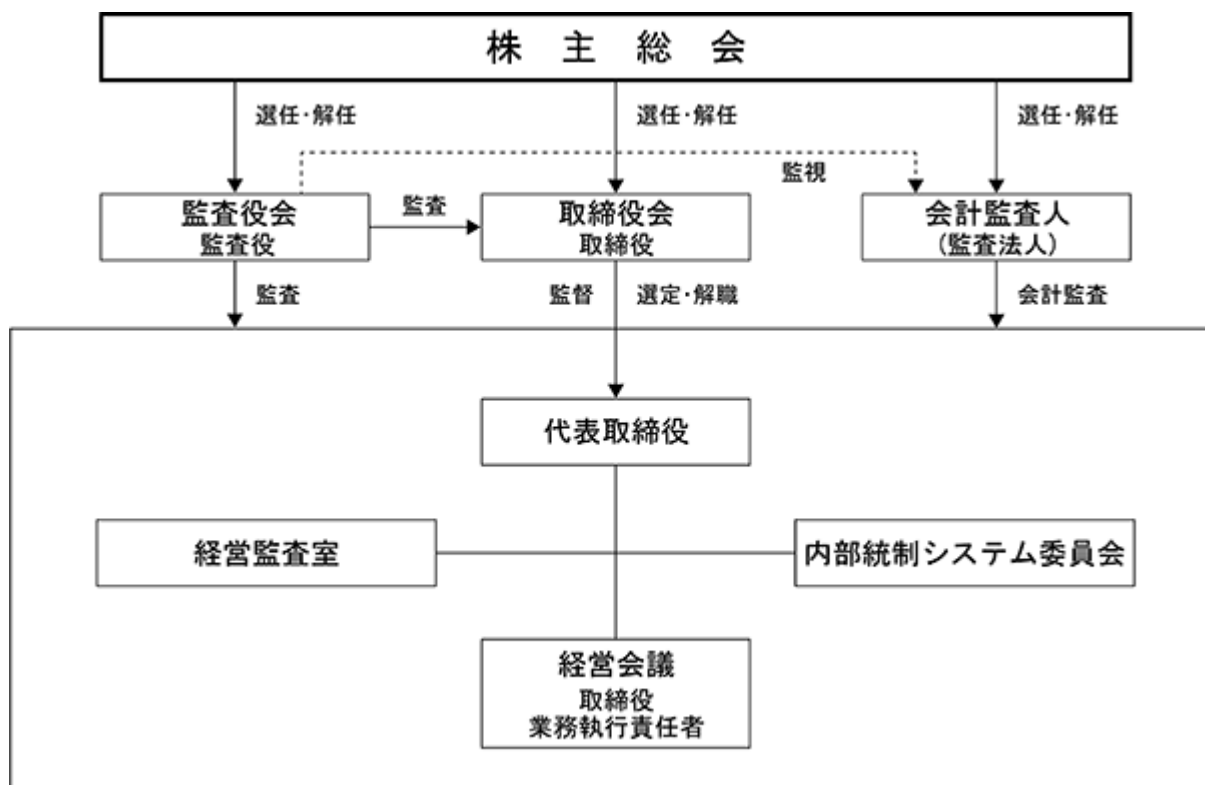 株主総会
選任・解任
選任・解任
選任・解任
監視
監査役会
監査役
監査
取締役会
取締役
会計監査人
(監査法人)
監査
監督
選定・解職
会計監査
代表取締役
経営監査室
内部統制システム委員会
経営会議
取締役
業務執行責任者